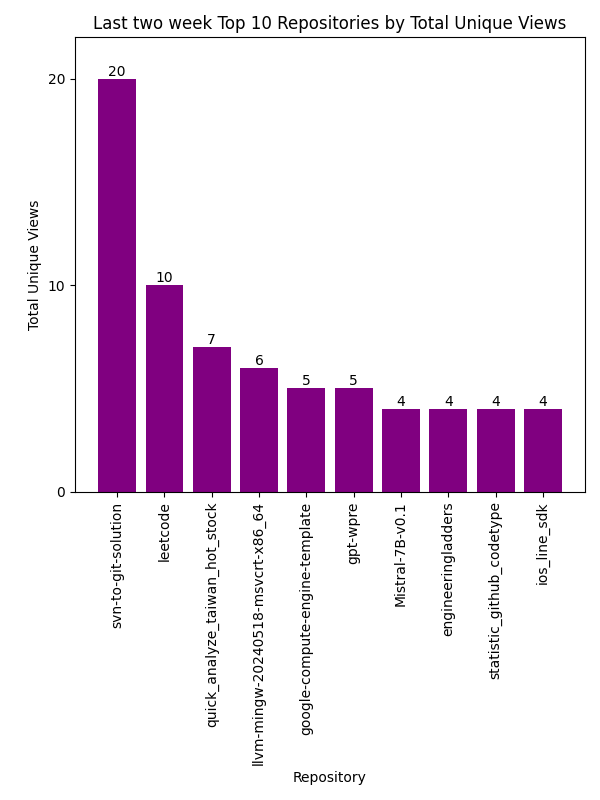 Last two week Top 10 Repositories by Total Unique Views
Total Unique Views
20
10
0
20
10
7
6
5
5
4
4
4
4
svn-to-git-solution
leetcode
quick_analyze_taiwan_hot_stock
llvm-mingw-20240518-msvcrt-x86_64
google-compute-engine-template
gpt-wpre
Mistral-7B-v0.1
engineeringladders
statistic_github_codetype
ios_line_sdk
Repository